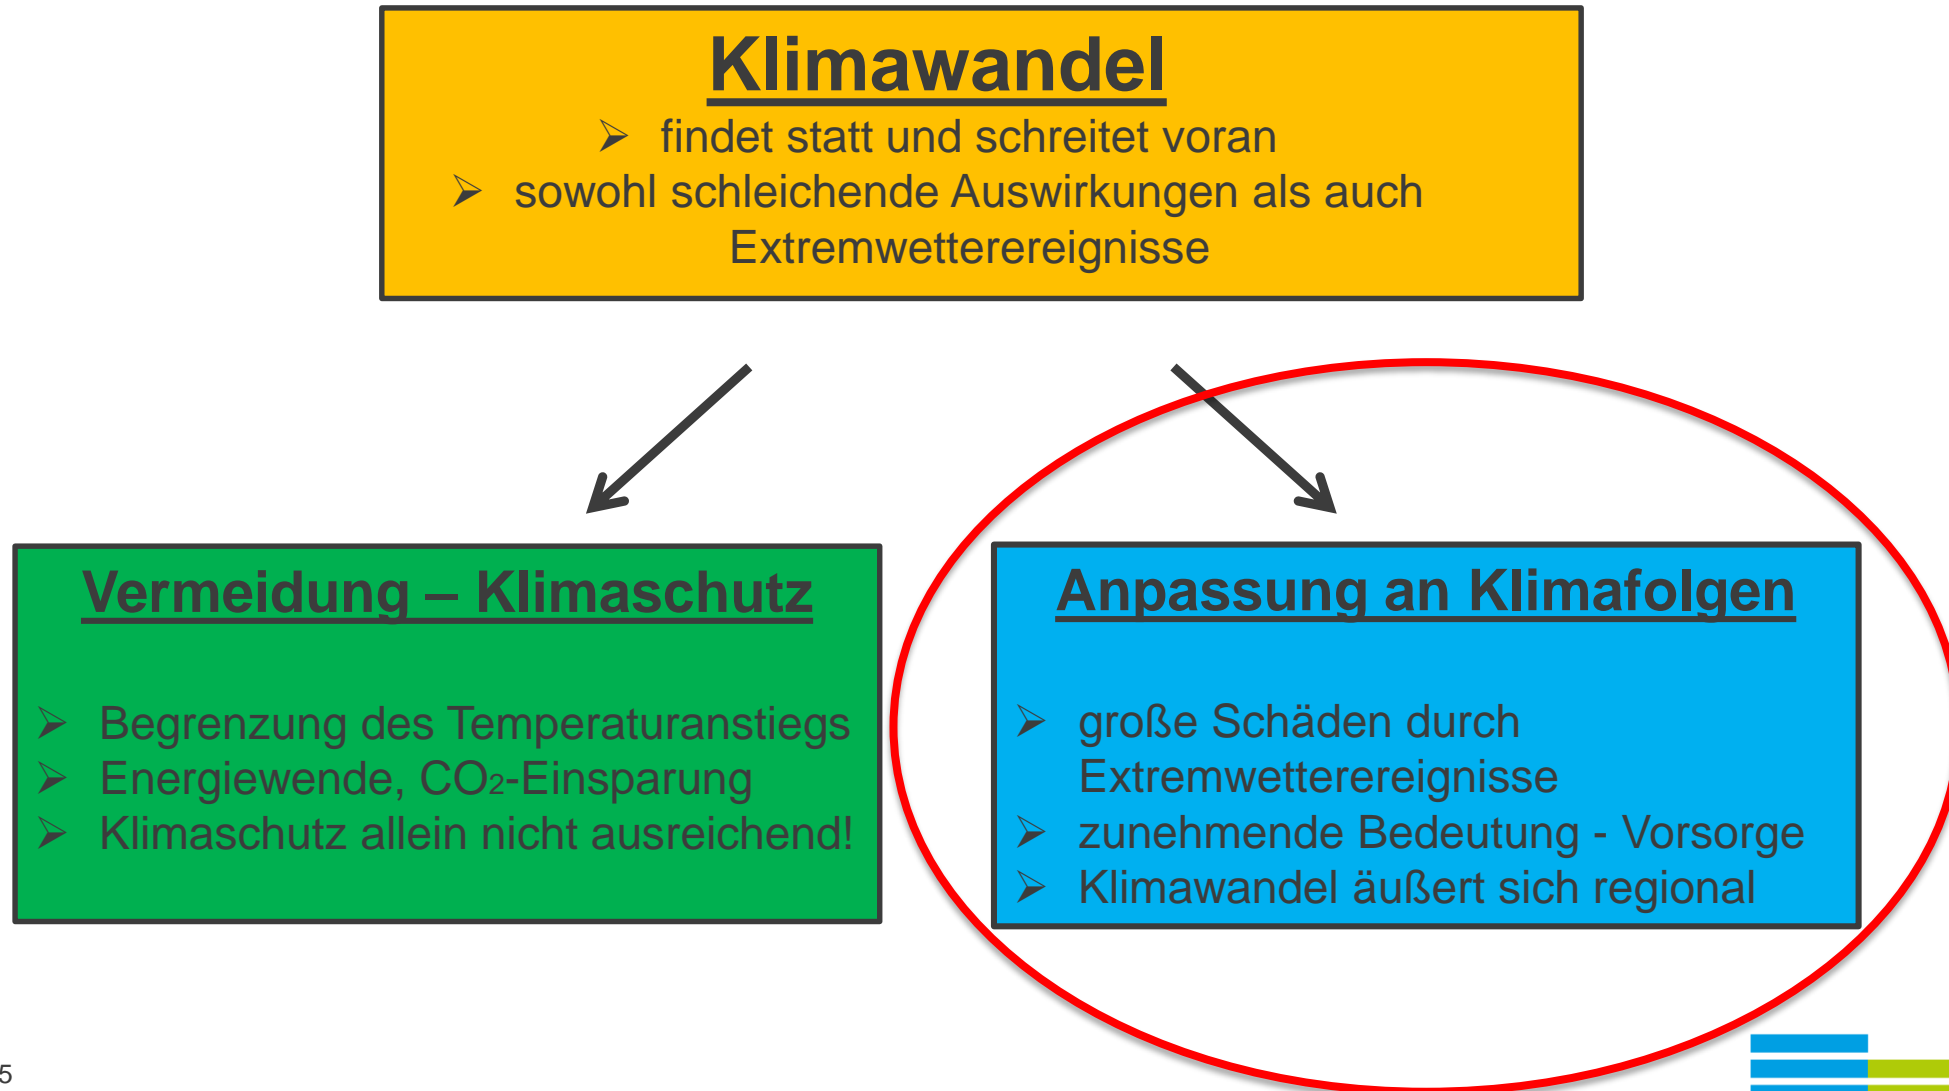 Klimawandel
➢ findet statt und schreitet voran
➢ sowohl schleichende Auswirkungen als auch
Extremwetterereignisse
Vermeidung – Klimaschutz
➢ Begrenzung des Temperaturanstiegs
➢ Energiewende, CO2-Einsparung
➢ Klimaschutz allein nicht ausreichend!
Anpassung an Klimafolgen
➢ große Schäden durch
Extremwetterereignisse
➢ zunehmende Bedeutung - Vorsorge
➢ Klimawandel äußert sich regional
5